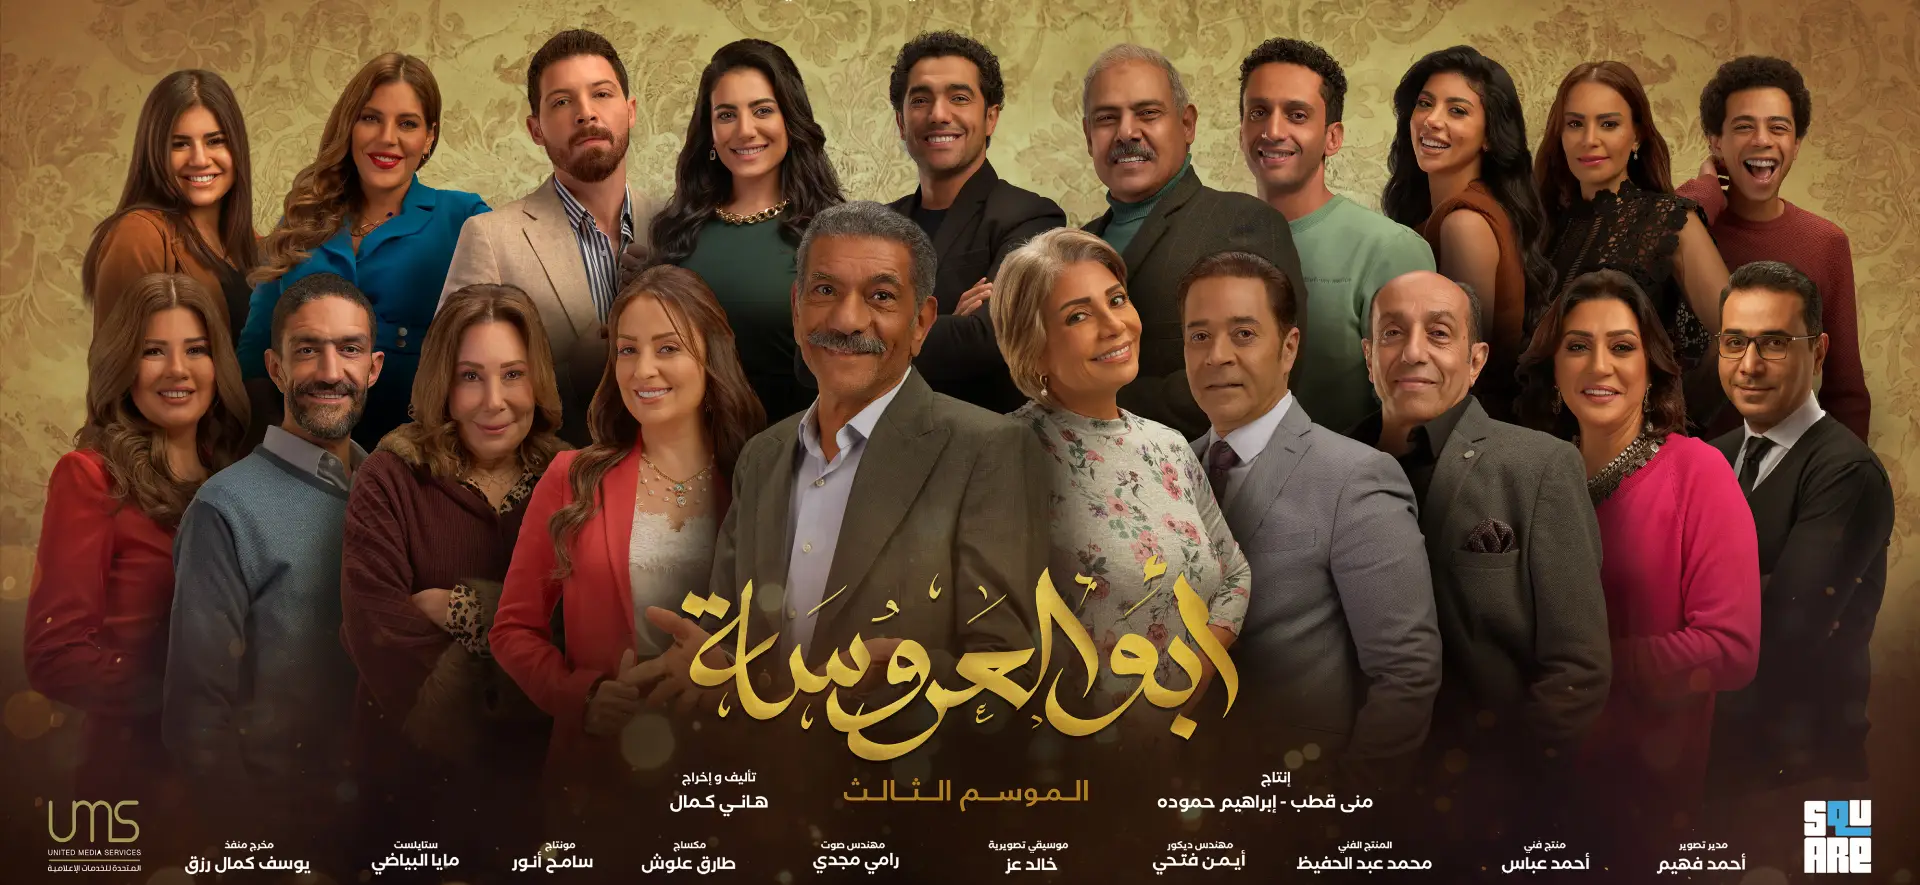 أبو العروسة
الموسم الثالث
إنتاج
منى قطب - إبراهيم حموده
تأليف و إخراج
هاني كمال
مدير تصوير
أحمد فهيم
منتج فني
أحمد عباس
المنتج الفني
محمد عبد الحفيظ
مهندس ديكور
أيمن فتحي
موسيقي تصويرية
خالد عز
مهندس صوت
رامي مجدي
مكساج
طارق علوش
مونتاج
سامح أنور
ستايلست
مايا البياضي
مخرج منفذ
يوسف كمال رزق
UMS
UNITED MEDIA SERVICES
المتحدة للخدمات الإعلامية
SQUARE